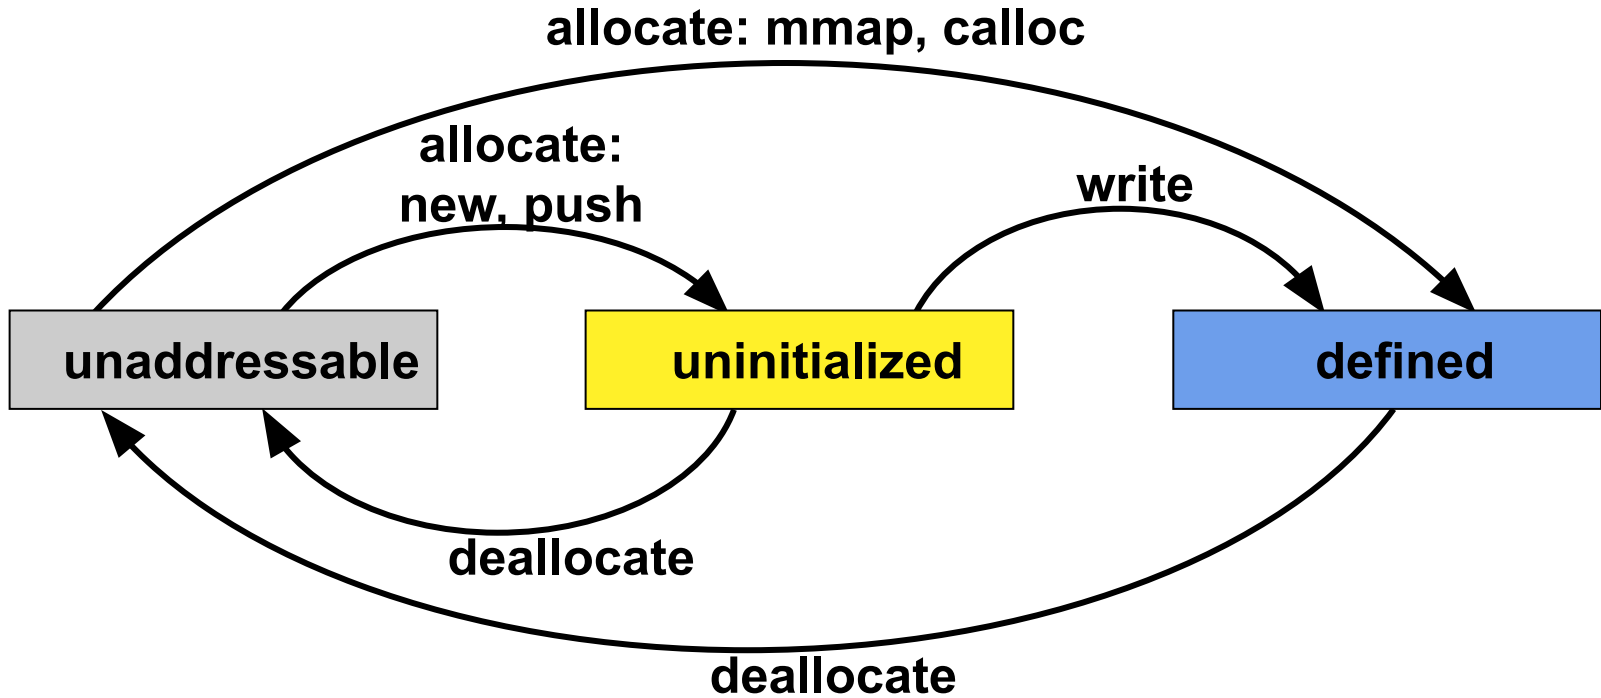 allocate: mmap, calloc
allocate:
new, push
write
unaddressable
uninitialized
defined
deallocate
deallocate